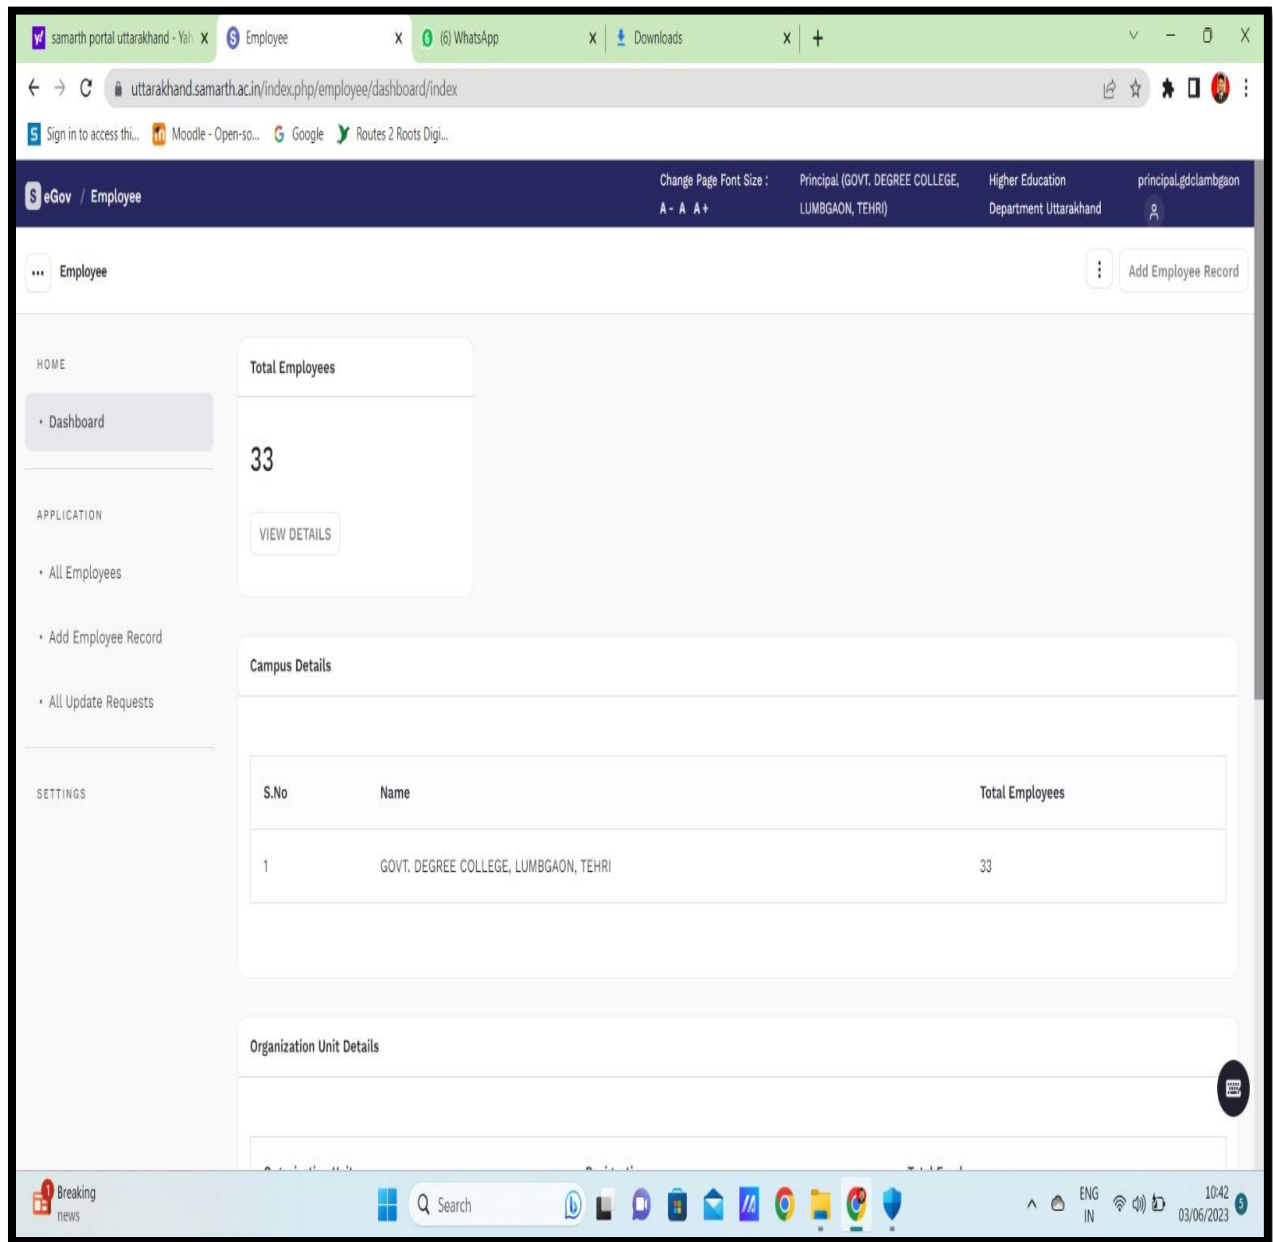 samarth portal uttarakhand - Yah X
Employee X
(6) WhatsApp X
Downloads X
uttarakhand.samarth.ac.in/index.php/employee/dashboard/index
Sign in to access thi...
Moodle - Open-so...
Google
Routes 2 Roots Digi...
S eGov / Employee
Change Page Font Size :
A - A A +
Principal (GOVT. DEGREE COLLEGE,
LUMBGAON, TEHRI)
Higher Education
Department Uttarakhand
principal.gdclambgaon
Employee
Add Employee Record
HOME
• Dashboard
APPLICATION
• All Employees
• Add Employee Record
• All Update Requests
SETTINGS
Total Employees
33
VIEW DETAILS
Campus Details
S.No Name Total Employees
1 GOVT. DEGREE COLLEGE, LUMBGAON, TEHRI 33
Organization Unit Details
1
Breaking
news
Search
ENG
IN
10:42
03/06/2023
5